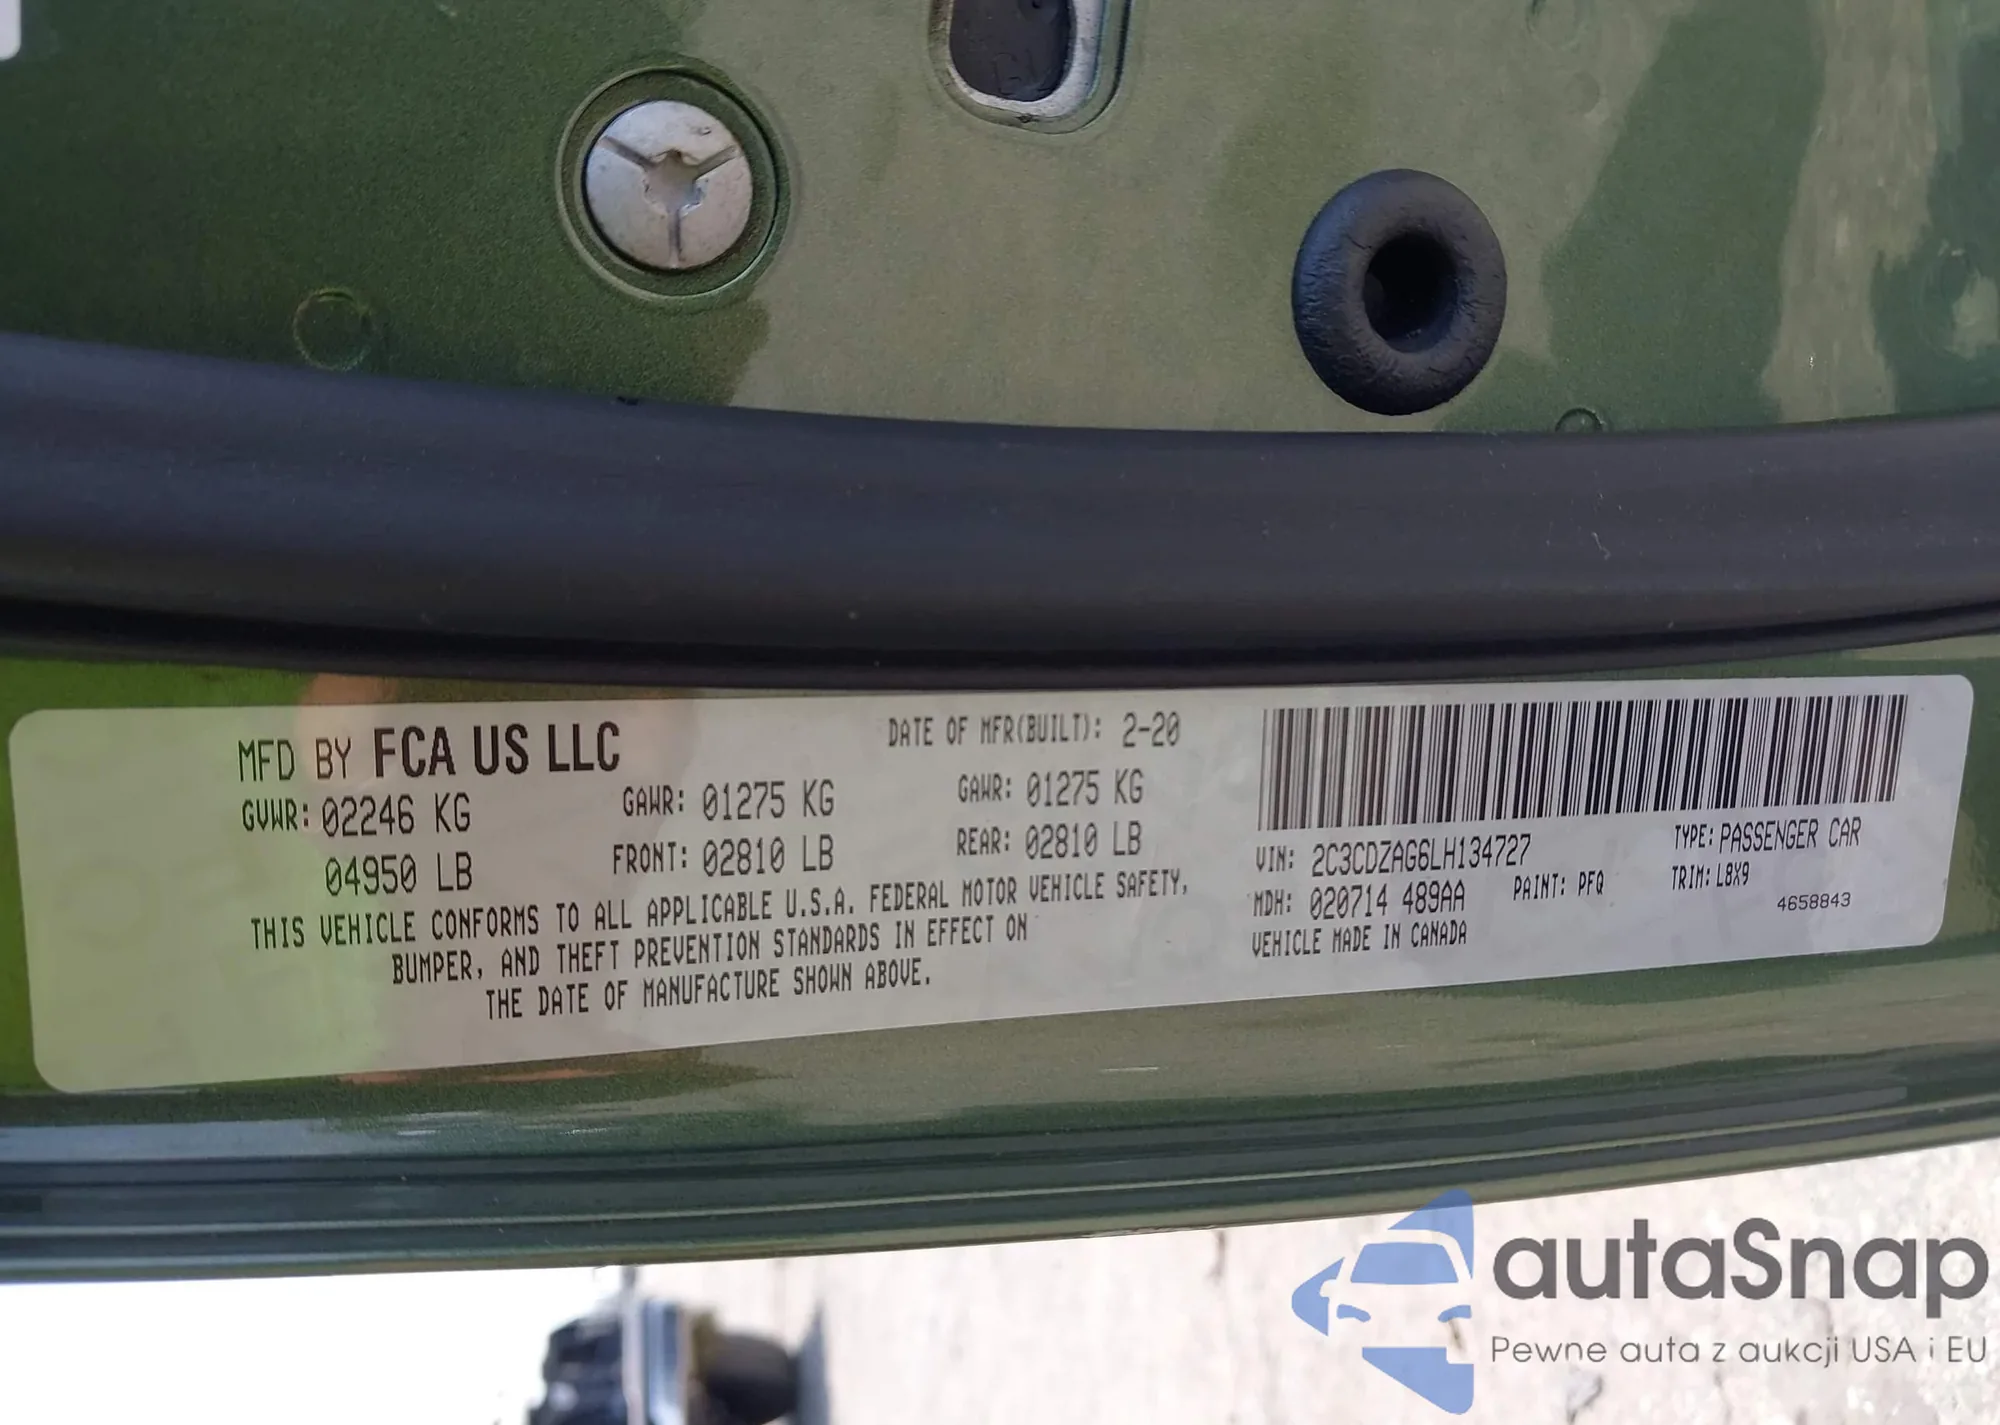 MFD BY FCA US LLC
DATE OF MFR(BUILT): 2-20
GVWR: 02246 KG
04950 LB
GAWR: 01275 KG
FRONT: 02810 LB
GAWR: 01275 KG
REAR: 02810 LB
THIS VEHICLE CONFORMS TO ALL APPLICABLE U.S.A. FEDERAL MOTOR VEHICLE SAFETY,
BUMPER, AND THEFT PREVENTION STANDARDS IN EFFECT ON
THE DATE OF MANUFACTURE SHOWN ABOVE.
VIN: 2C3CDZAG6LH134727
TYPE: PASSENGER CAR
MDH: 020714 489AA
PAINT: PFQ
TRIM: L8X9
VEHICLE MADE IN CANADA
4658843
autaSnap
Pewne auta z aukcji USA i EU